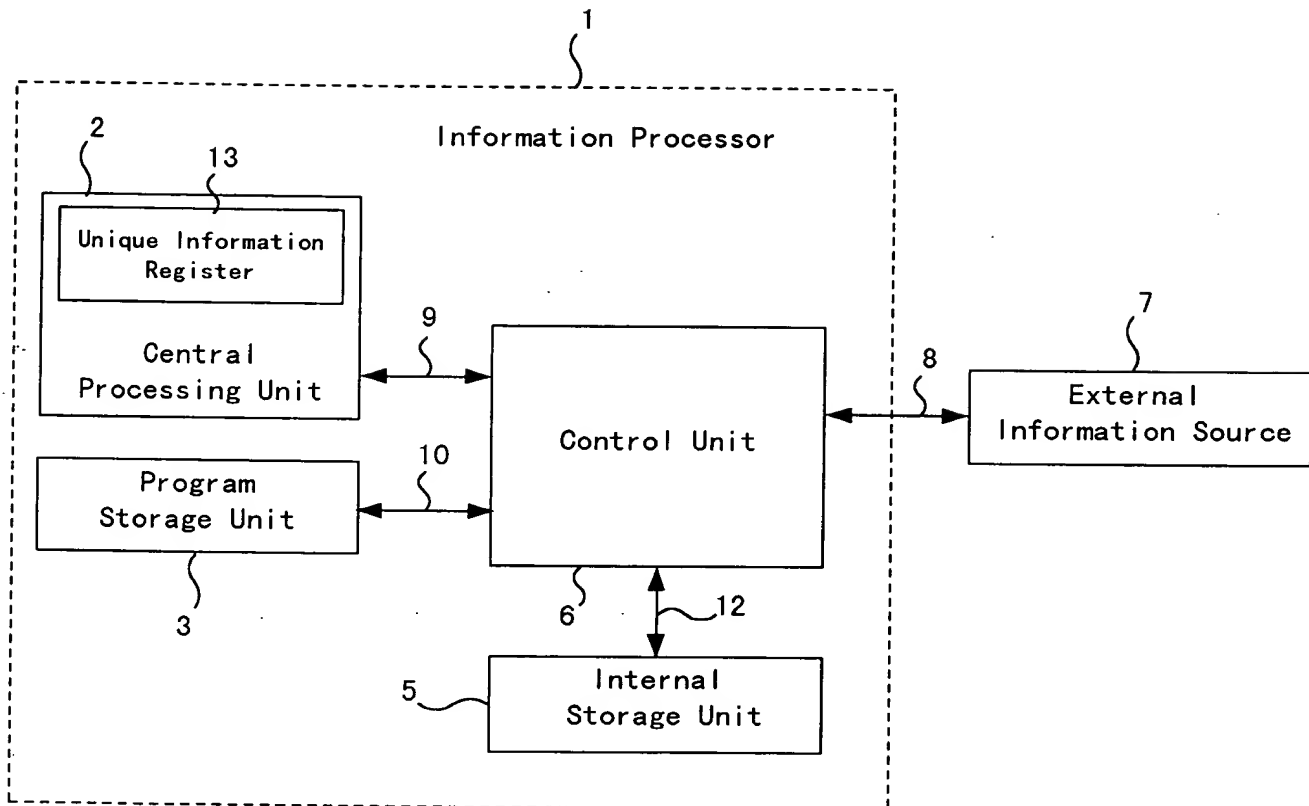 1
Information Processor
2
13
Unique Information
Register
Central
Processing Unit
9
Control Unit
8
7
External
Information Source
Program
Storage Unit
10
3
6
12
5
Internal
Storage Unit